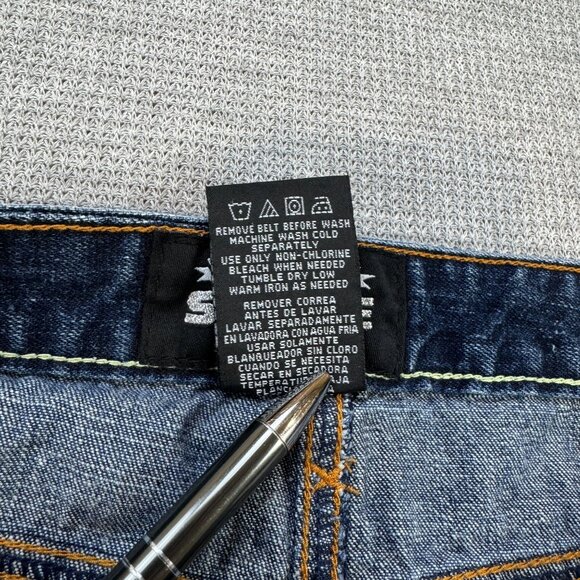 REMOVE BELT BEFORE WASH
MACHINE WASH COLD
SEPARATELY
USE ONLY NON-CHLORINE
BLEACH WHEN NEEDED
TUMBLE DRY LOW
WARM IRON AS NEEDED
REMOVER CORREA
ANTES DE LAVAR
LAVAR SEPARADAMENTE
EN LAVADORA CON AGUA FRIA
USAR SOLAMENTE
BLANQUEADOR SIN CLORO
CUANDO SE NECESITA
SECAR EN SECADORA